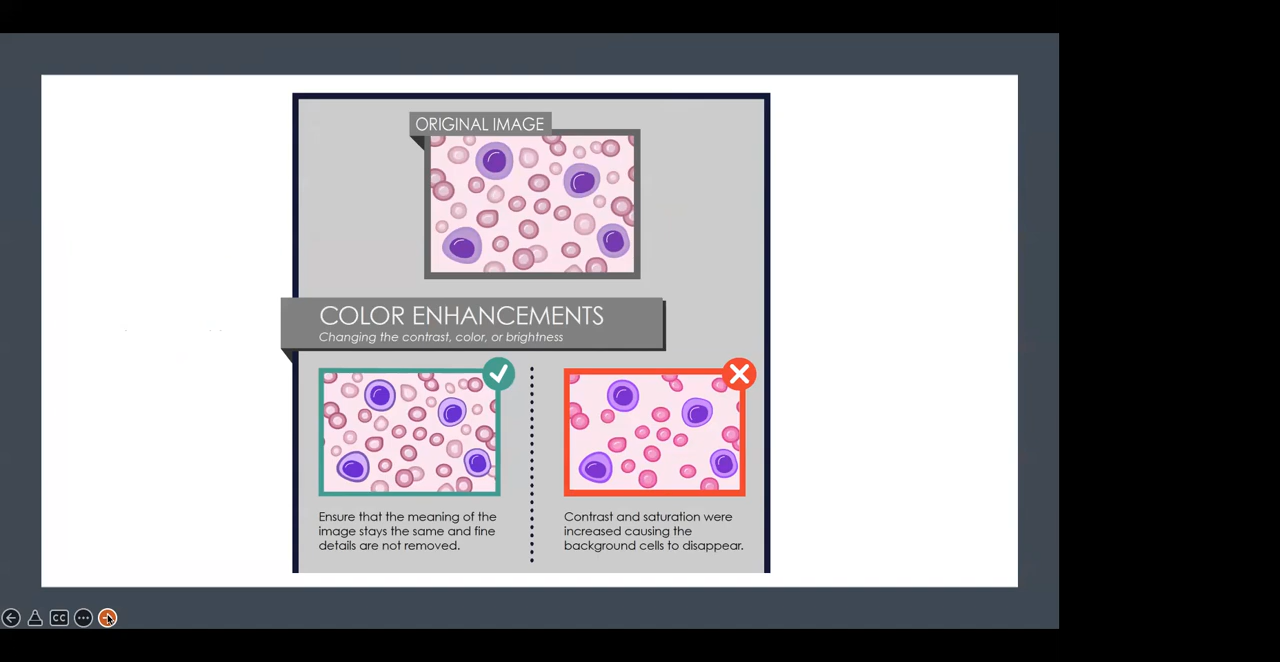 ORIGINAL IMAGE
COLOR ENHANCEMENTS
Changing the contrast, color, or brightness
Ensure that the meaning of the
image stays the same and fine
details are not removed.
Contrast and saturation were
increased causing the
background cells to disappear.
CC